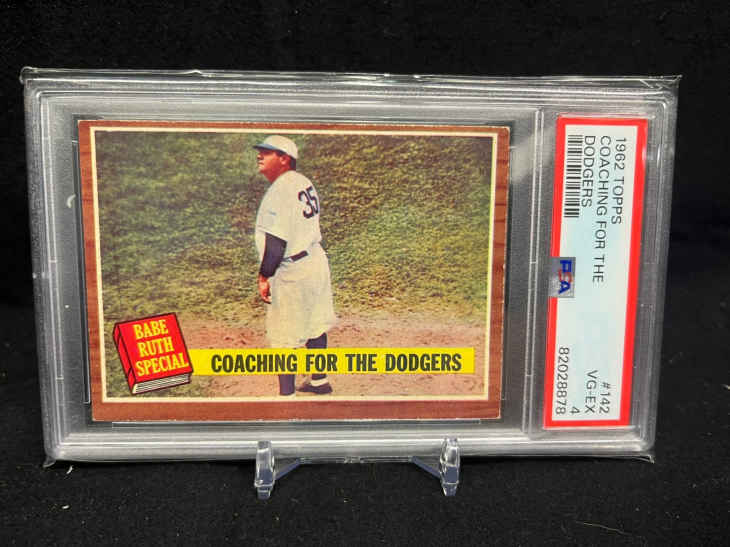 35
BABE
RUTH
SPECIAL
COACHING FOR THE DODGERS
1962 TOPPS
COACHING FOR THE
DODGERS
PSA
#142
VG-EX
4
82028878